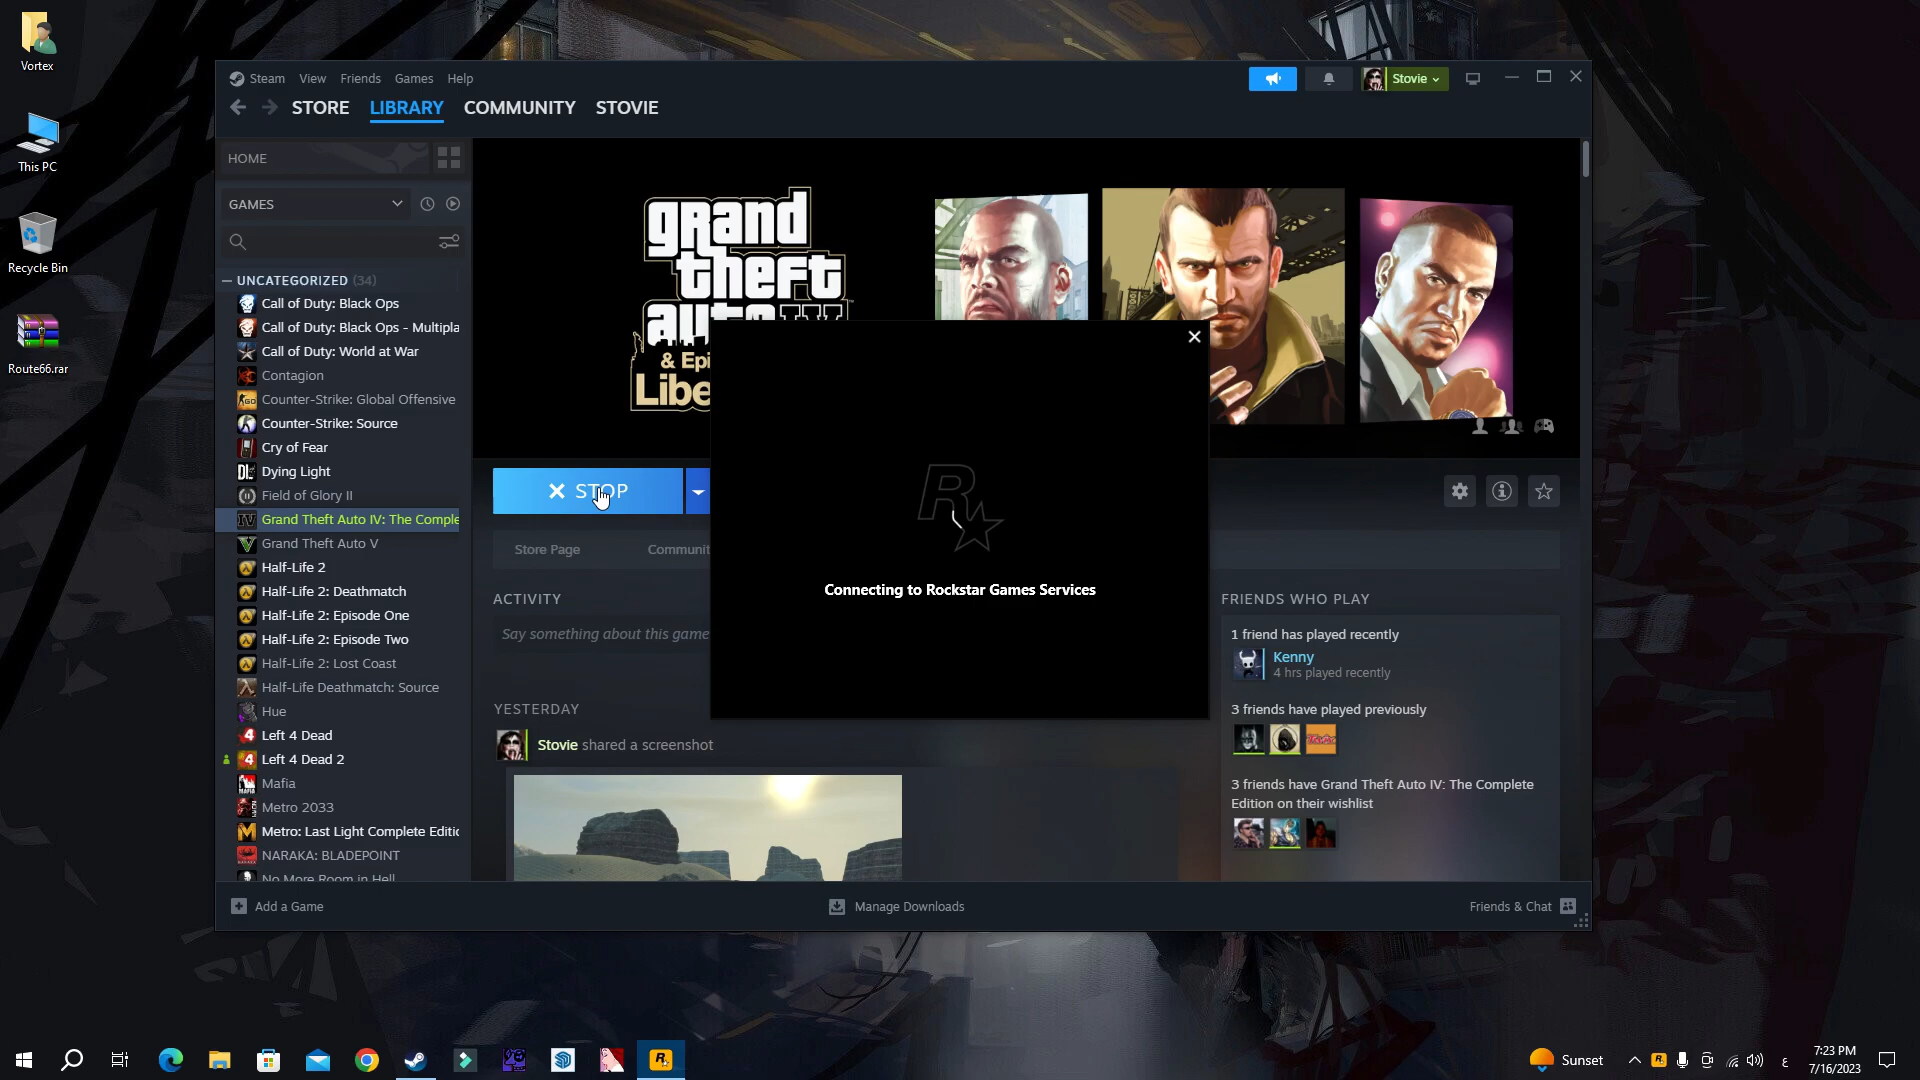 Vortex
This PC
Recycle Bin
Route66.rar
Steam View Friends Games Help
Stovie
STORE LIBRARY COMMUNITY STOVIE
HOME
GAMES
UNCATEGORIZED (34)
Call of Duty: Black Ops
Call of Duty: Black Ops - Multipla
Call of Duty: World at War
Contagion
Counter-Strike: Global Offensive
Counter-Strike: Source
Cry of Fear
Dying Light
Field of Glory II
Grand Theft Auto IV: The Comple
Grand Theft Auto V
Half-Life 2
Half-Life 2: Deathmatch
Half-Life 2: Episode One
Half-Life 2: Episode Two
Half-Life 2: Lost Coast
Half-Life Deathmatch: Source
Hue
Left 4 Dead
Left 4 Dead 2
Mafia
Metro 2033
Metro: Last Light Complete Editic
NARAKA: BLADEPOINT
No More Room in Hell
grand
theft
auto IV
& Epi
Libe
STOP
Store Page Communit
ACTIVITY
Say something about this game
YESTERDAY
Stovie shared a screenshot
Connecting to Rockstar Games Services
FRIENDS WHO PLAY
1 friend has played recently
Kenny
4 hrs played recently
3 friends have played previously
3 friends have Grand Theft Auto IV: The Complete
Edition on their wishlist
Add a Game
Manage Downloads
Friends & Chat
Sunset
ع
7:23 PM
7/16/2023